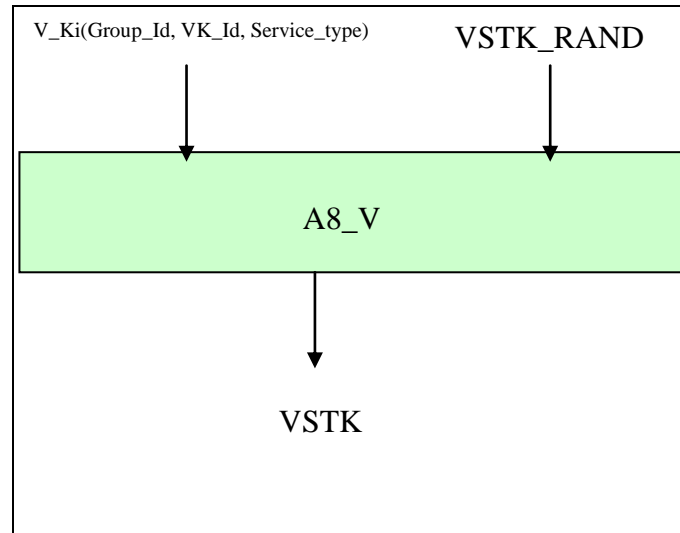 V_Ki(Group_Id, VK_Id, Service_type)
VSTK_RAND
A8_V
VSTK